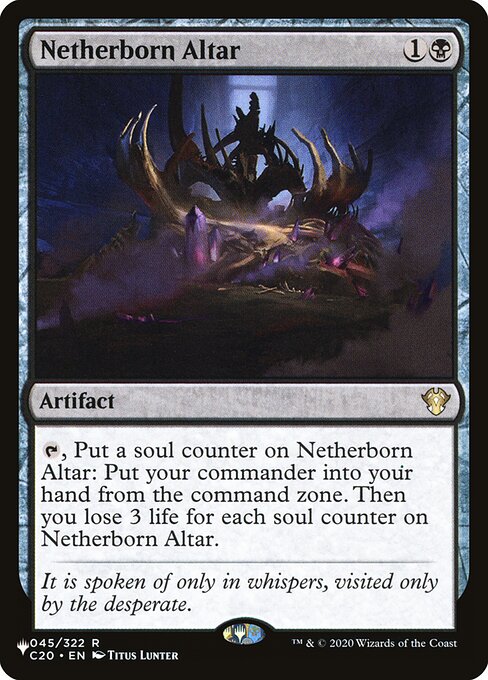 Netherborn Altar 1
Artifact
, Put a soul counter on Netherborn
Altar: Put your commander into your
hand from the command zone. Then
you lose 3 life for each soul counter on
Netherborn Altar.
It is spoken of only in whispers, visited only
by the desperate.
045/322 R
C20 • EN Titus Lunter
™ & © 2020 Wizards of the Coast